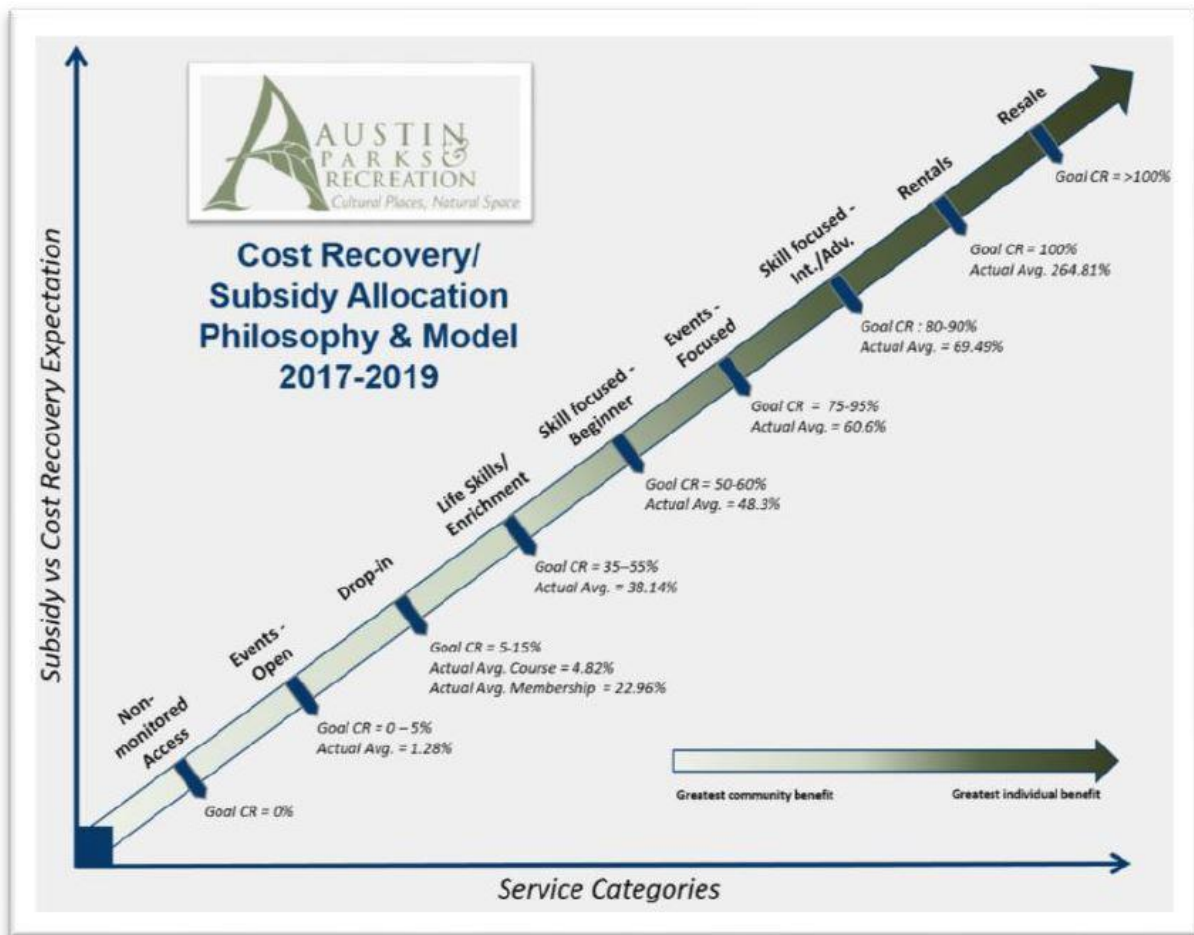 AUSTIN
PARKS &
RECREATION
Cultural Places, Natural Space
Cost Recovery/
Subsidy Allocation
Philosophy & Model
2017-2019
Subsidy vs Cost Recovery Expectation
Non-
monitored
Access
Goal CR = 0%
Events -
Open
Goal CR = 0 – 5%
Actual Avg. = 1.28%
Drop-in
Goal CR = 5-15%
Actual Avg. Course = 4.82%
Actual Avg. Membership = 22.96%
Life Skills/
Enrichment
Goal CR = 35–55%
Actual Avg. = 38.14%
Skill focused -
Beginner
Goal CR = 50-60%
Actual Avg. = 48.3%
Events -
Focused
Goal CR = 75-95%
Actual Avg. = 60.6%
Skill focused -
Int./Adv.
Goal CR : 80-90%
Actual Avg. = 69.49%
Rentals
Goal CR = 100%
Actual Avg. 264.81%
Resale
Goal CR = >100%
Greatest community benefit
Greatest individual benefit
Service Categories